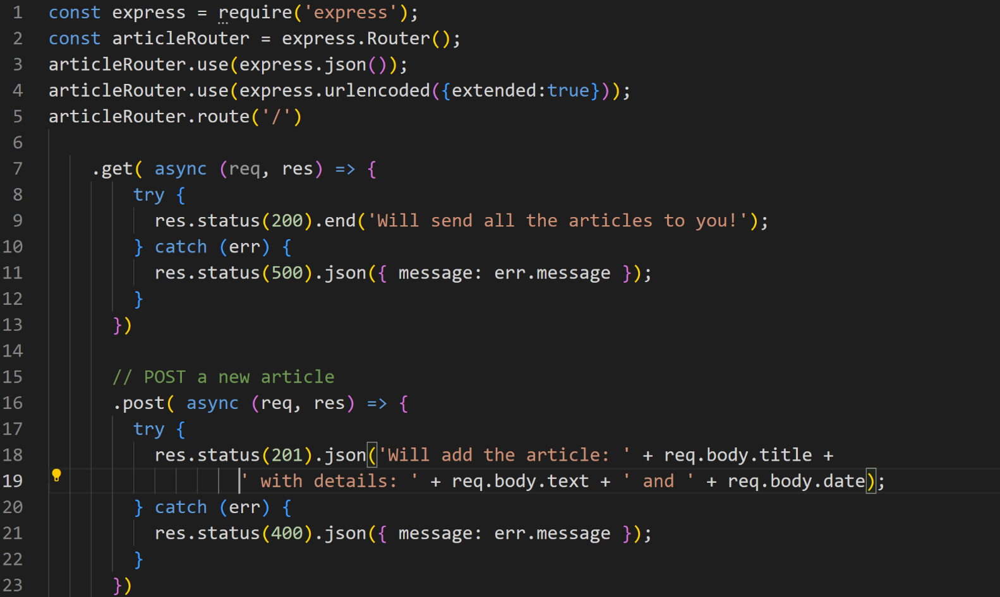 1 const express = require('express');
2 const articleRouter = express.Router();
3 articleRouter.use(express.json());
4 articleRouter.use(express.urlencoded({extended:true}));
5 articleRouter.route('/')
6
7     .get( async (req, res) => {
8         try {
9           res.status(200).end('Will send all the articles to you!');
10         } catch (err) {
11           res.status(500).json({ message: err.message });
12         }
13       })
14
15       // POST a new article
16       .post( async (req, res) => {
17         try {
18           res.status(201).json('Will add the article: ' + req.body.title +
19                   ' with details: ' + req.body.text + ' and ' + req.body.date);
20         } catch (err) {
21           res.status(400).json({ message: err.message });
22         }
23       })